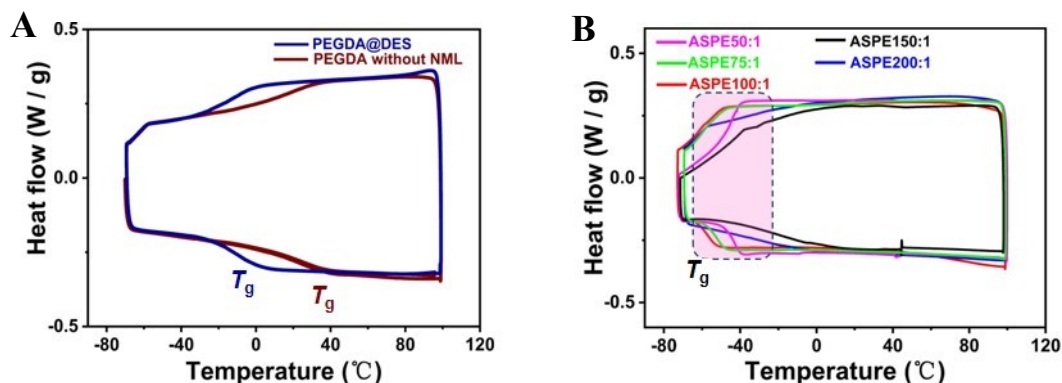 A
0.5
0.0
-0.5
Heat flow (W / g)
PEGDA@DES
PEGDA without NML
Tg
Tg
-80 -40 0 40 80 120
Temperature (℃)
B
0.5
0.0
-0.5
Heat flow (W / g)
ASPE50:1 ASPE150:1
ASPE75:1 ASPE200:1
ASPE100:1
Tg
-80 -40 0 40 80 120
Temperature (℃)